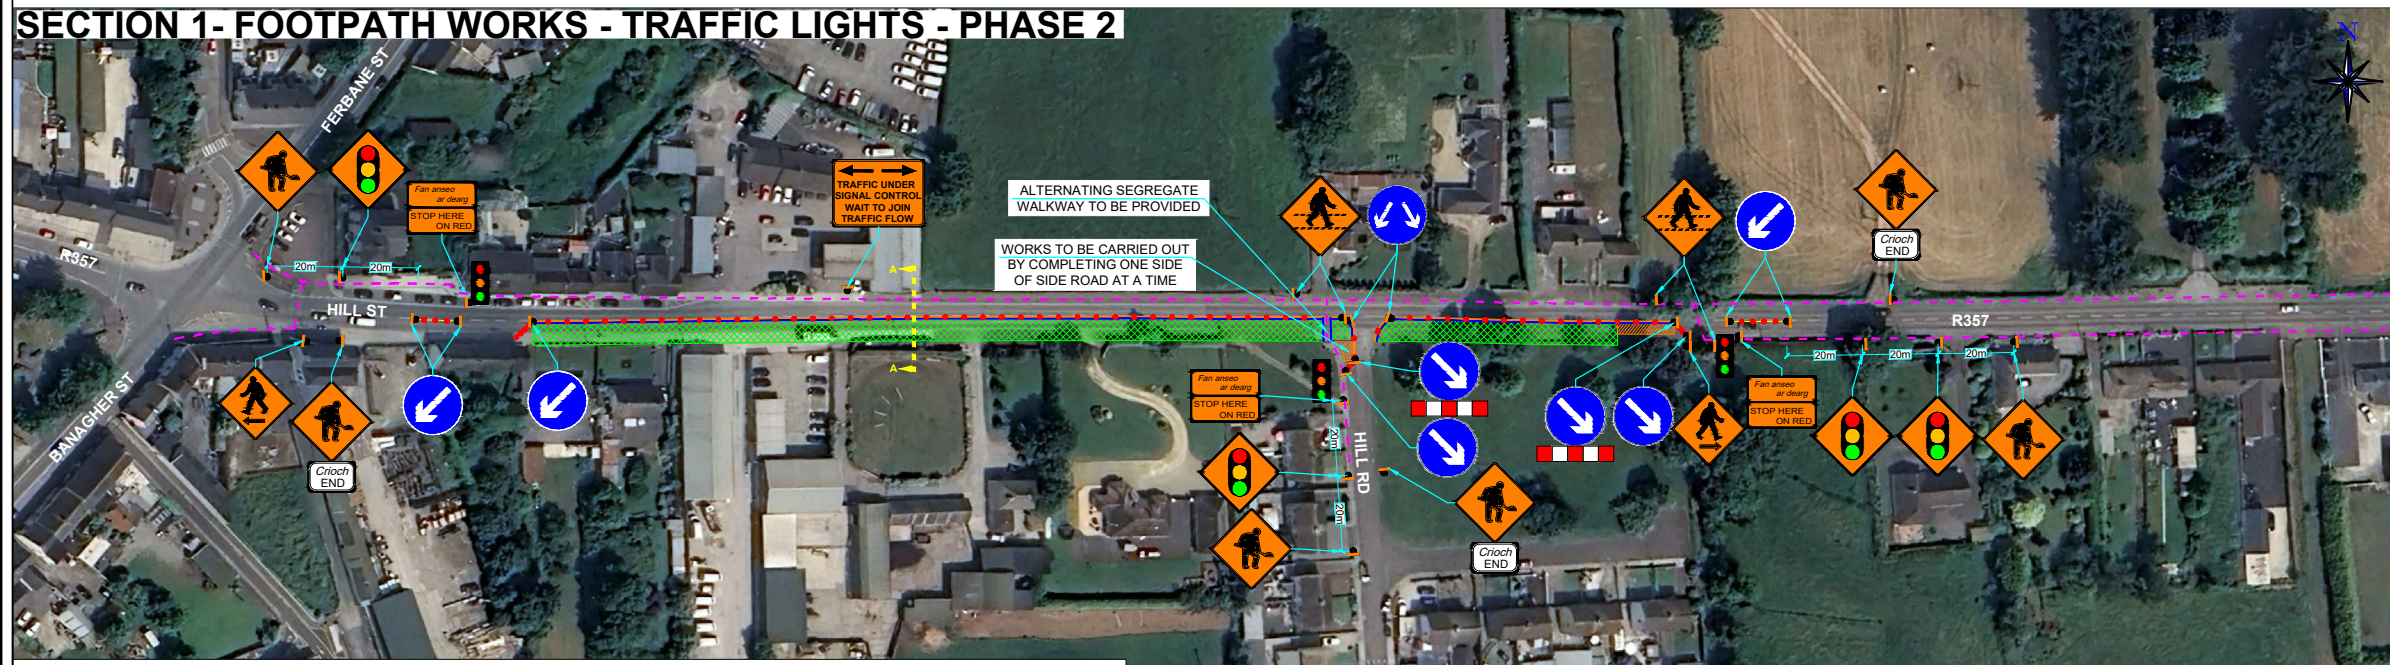 SECTION 1- FOOTPATH WORKS - TRAFFIC LIGHTS - PHASE 2
N
FERBANE ST
Fan anseo
ar dearg
STOP HERE
ON RED
TRAFFIC UNDER
SIGNAL CONTROL
WAIT TO JOIN
TRAFFIC FLOW
ALTERNATING SEGREGATE
WALKWAY TO BE PROVIDED
WORKS TO BE CARRIED OUT
BY COMPLETING ONE SIDE
OF SIDE ROAD AT A TIME
Crioch
END
R357
20m
20m
A
HILL ST
R357
A
20m
20m
20m
BANAGHER ST
Crioch
END
Fan anseo
ar dearg
STOP HERE
ON RED
Fan anseo
ar dearg
STOP HERE
ON RED
20m
HILL RD
20m
Crioch
END